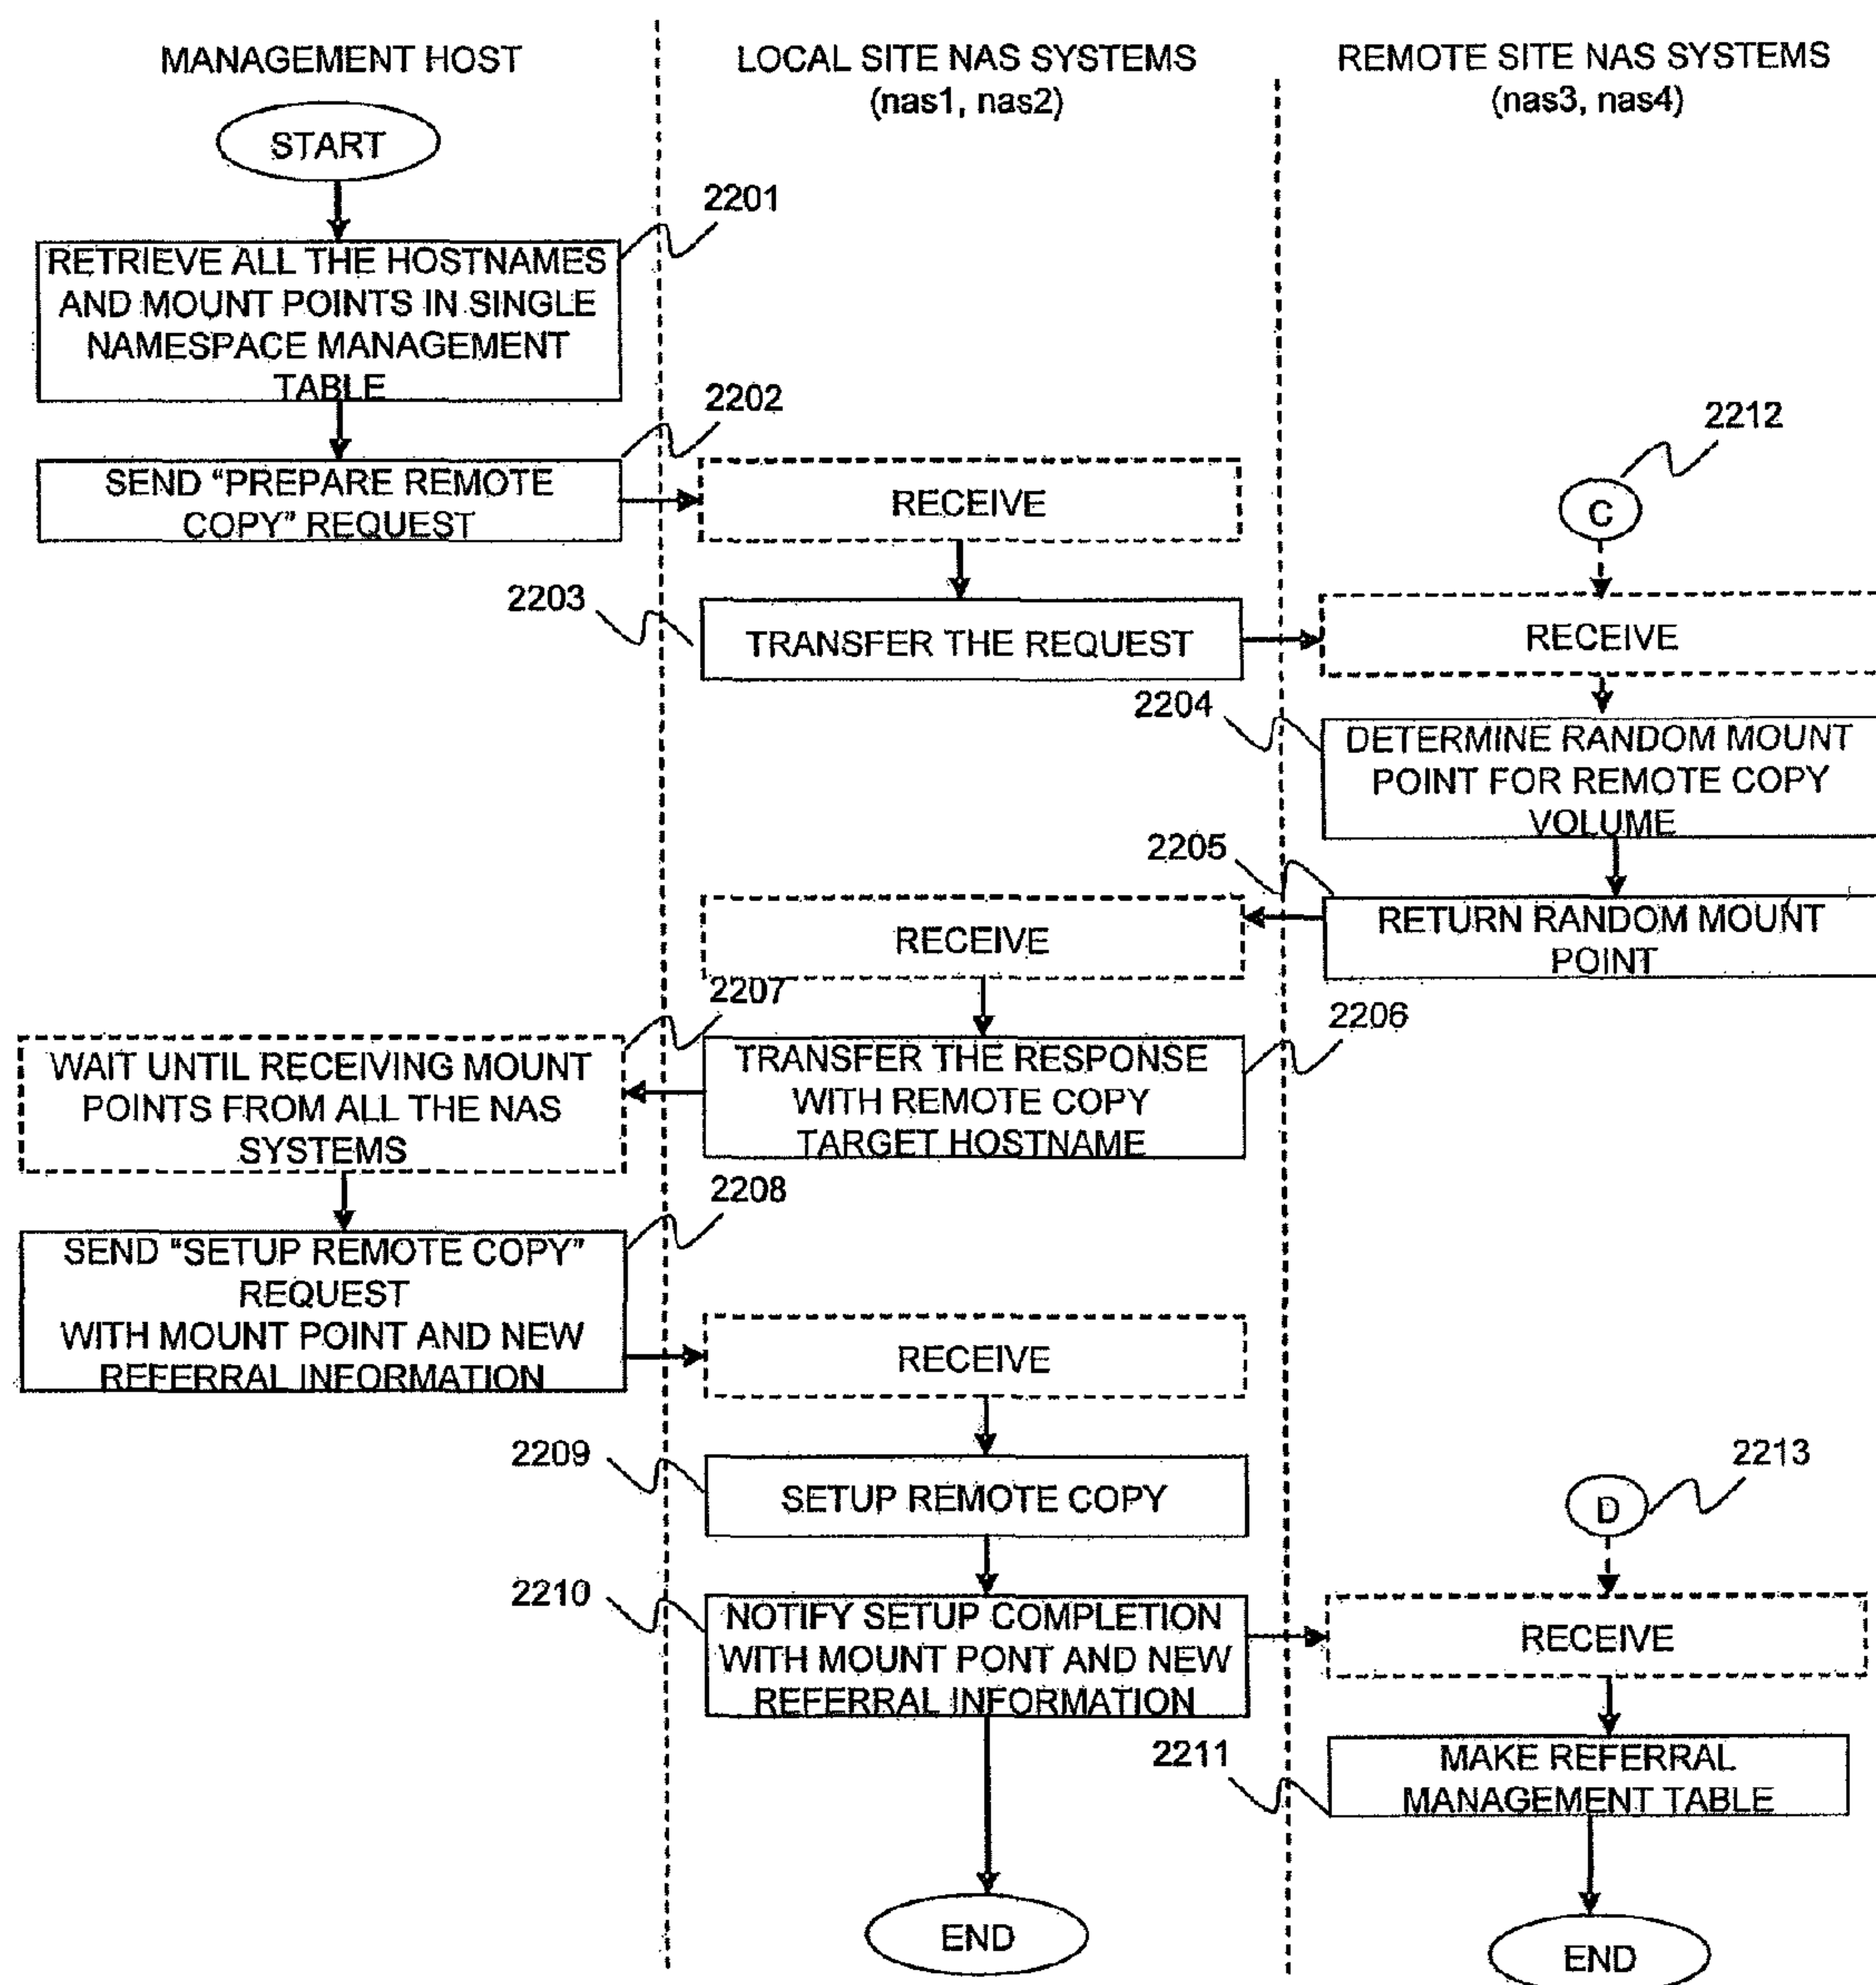 MANAGEMENT HOST
LOCAL SITE NAS SYSTEMS
(nas1, nas2)
REMOTE SITE NAS SYSTEMS
(nas3, nas4)
START
2201
RETRIEVE ALL THE HOSTNAMES
AND MOUNT POINTS IN SINGLE
NAMESPACE MANAGEMENT
TABLE
2202
SEND “PREPARE REMOTE
COPY” REQUEST
RECEIVE
2212
C
2203
TRANSFER THE REQUEST
RECEIVE
2204
DETERMINE RANDOM MOUNT
POINT FOR REMOTE COPY
VOLUME
2205
RETURN RANDOM MOUNT
POINT
RECEIVE
2207
2206
WAIT UNTIL RECEIVING MOUNT
POINTS FROM ALL THE NAS
SYSTEMS
TRANSFER THE RESPONSE
WITH REMOTE COPY
TARGET HOSTNAME
2208
SEND “SETUP REMOTE COPY”
REQUEST
WITH MOUNT POINT AND NEW
REFERRAL INFORMATION
RECEIVE
2209
SETUP REMOTE COPY
2213
D
2210
NOTIFY SETUP COMPLETION
WITH MOUNT PONT AND NEW
REFERRAL INFORMATION
RECEIVE
2211
MAKE REFERRAL
MANAGEMENT TABLE
END
END